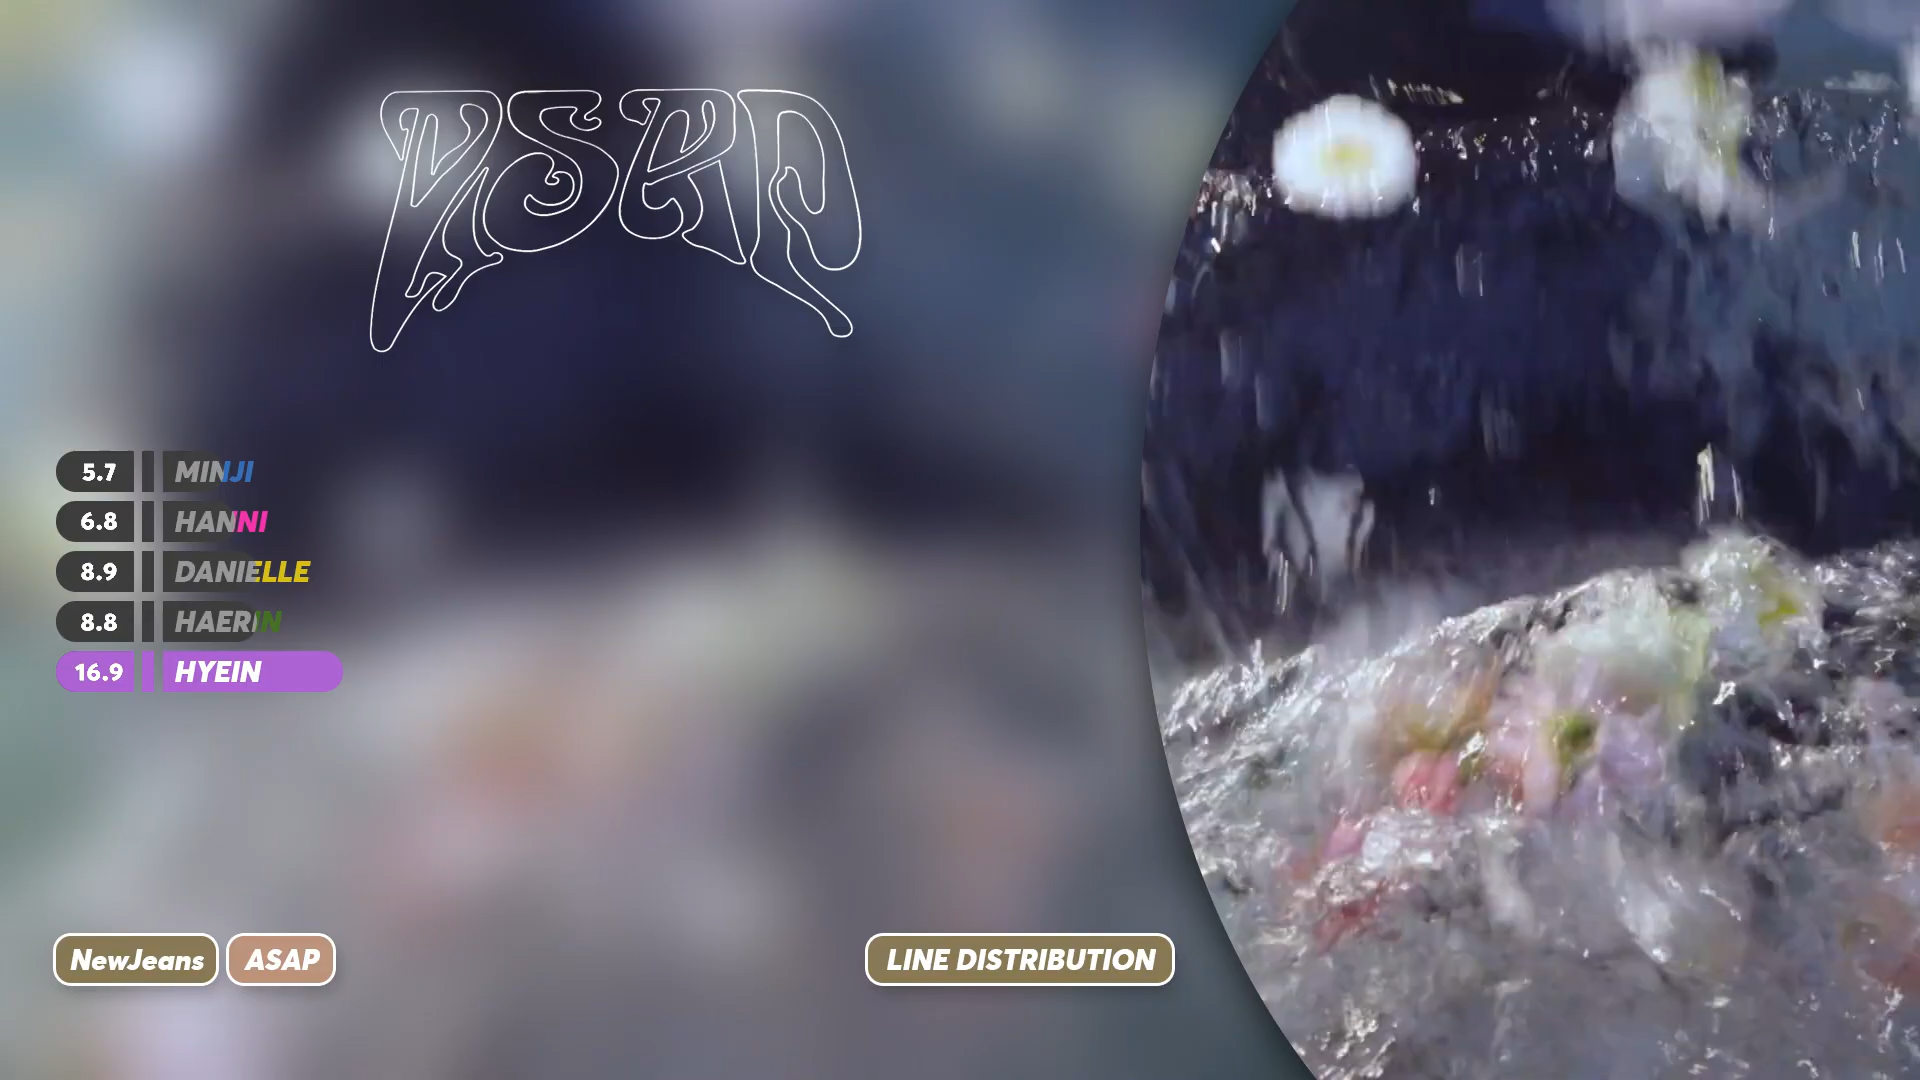 ASAP
5.7 MINJI
6.8 HANNI
8.9 DANIELLE
8.8 HAERIN
16.9 HYEIN
NewJeans ASAP LINE DISTRIBUTION